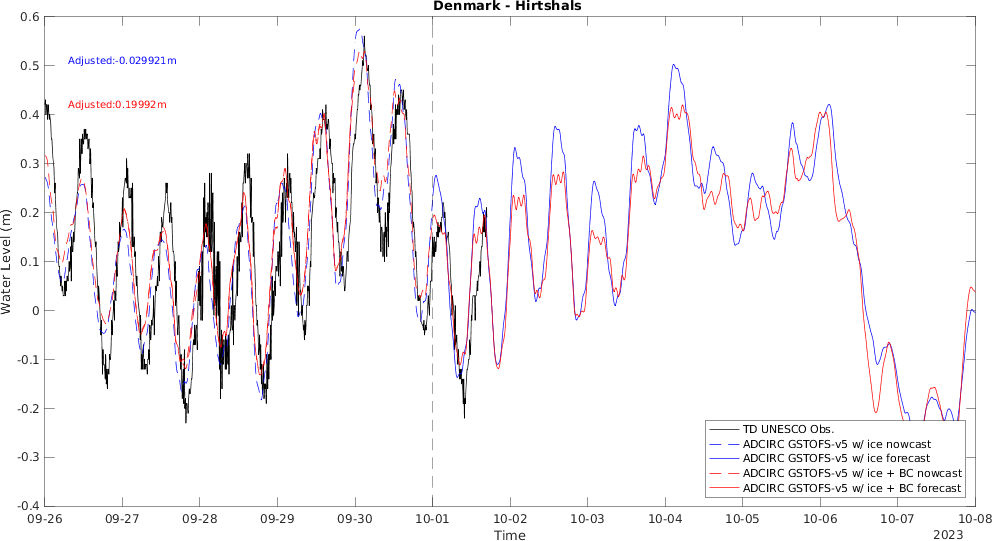 Denmark - Hirtshals
0.6
0.5
0.4
0.3
0.2
0.1
0
-0.1
-0.2
-0.3
-0.4
Water Level (m)
Adjusted:-0.029921m
Adjusted:0.19992m
TD UNESCO Obs.
ADCIRC GSTOFS-v5 w/ ice nowcast
ADCIRC GSTOFS-v5 w/ ice forecast
ADCIRC GSTOFS-v5 w/ ice + BC nowcast
ADCIRC GSTOFS-v5 w/ ice + BC forecast
09-26 09-27 09-28 09-29 09-30 10-01 10-02 10-03 10-04 10-05 10-06 10-07 10-08
Time
2023